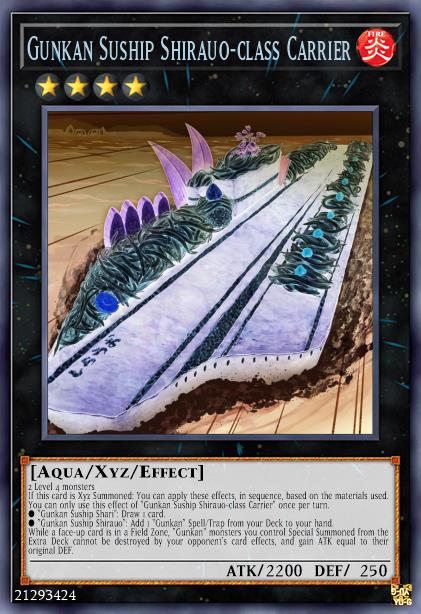 GUNKAN SUSHIP SHIRAUO-CLASS CARRIER
FIRE
炎
しらうお
[AQUA/XYZ/EFFECT]
2 Level 4 monsters
If this card is Xyz Summoned: You can apply these effects, in sequence, based on the materials used.
You can only use this effect of "Gunkan Suship Shirauo-class Carrier" once per turn.
● "Gunkan Suship Shari": Draw 1 card.
● "Gunkan Suship Shirauo": Add 1 "Gunkan" Spell/Trap from your Deck to your hand.
While a face-up card is in a Field Zone, "Gunkan" monsters you control Special Summoned from the
Extra Deck cannot be destroyed by your opponent's card effects, and gain ATK equal to their
original DEF.
ATK/2200 DEF/ 250
21293424